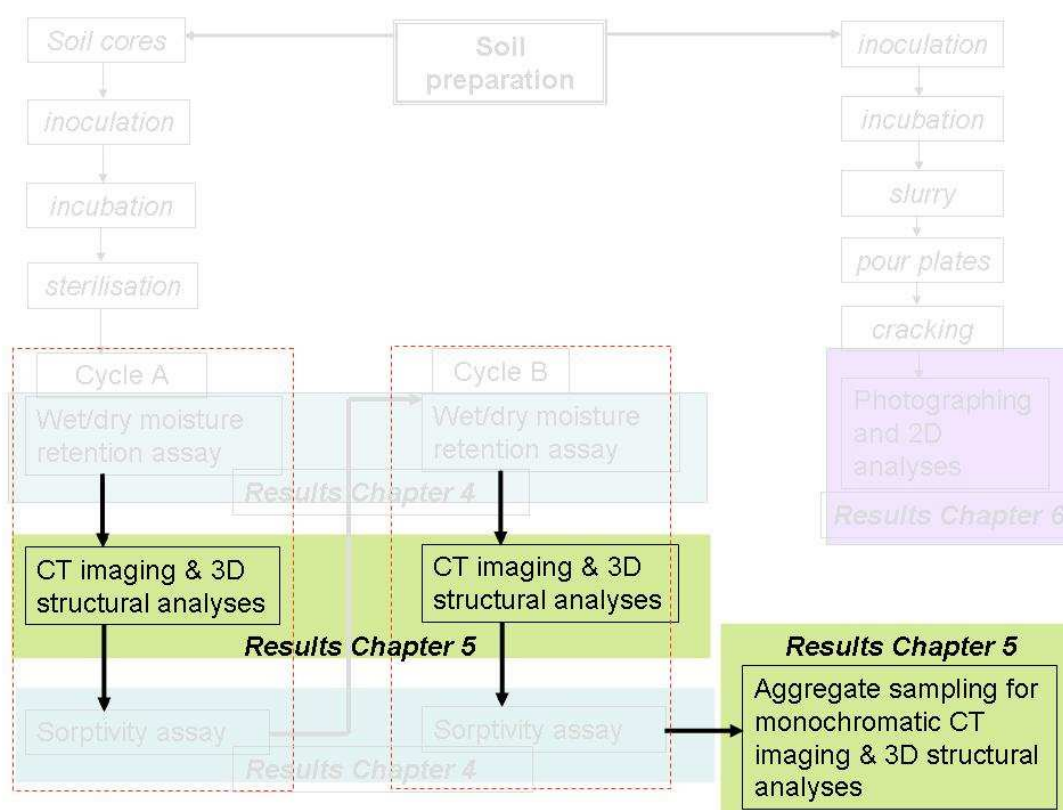 Soil cores
Soil
preparation
inoculation
inoculation
incubation
incubation
slurry
sterilisation
pour plates
cracking
Cycle A
Cycle B
Wet/dry moisture
retention assay
Wet/dry moisture
retention assay
Photographing
and 2D
analyses
Results Chapter 4
Results Chapter 6
CT imaging & 3D
structural analyses
CT imaging & 3D
structural analyses
Results Chapter 5
Results Chapter 5
Sorptivity assay
Sorptivity assay
Results Chapter 4
Aggregate sampling for
monochromatic CT
imaging & 3D structural
analyses